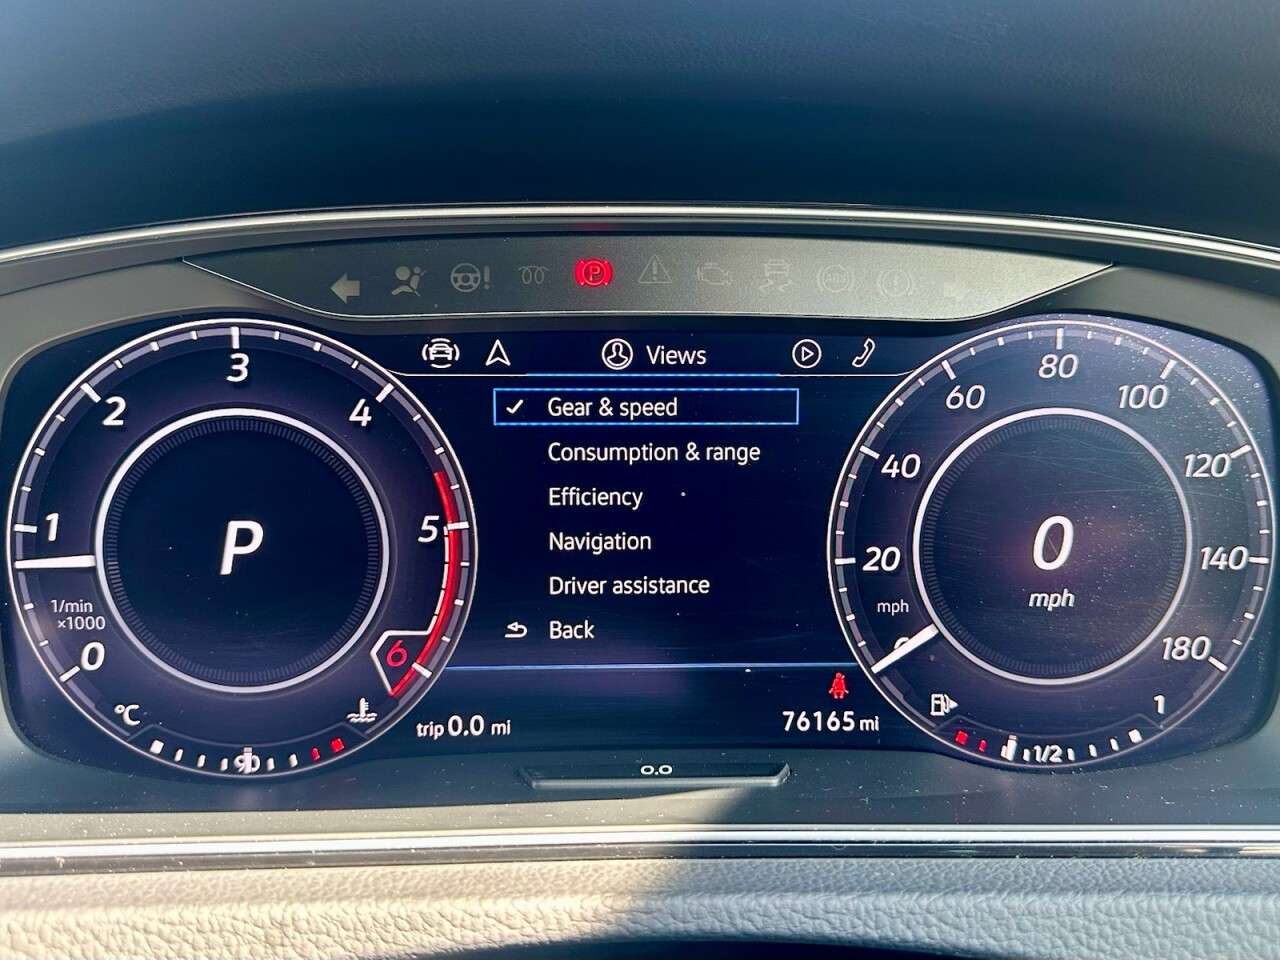 P
Views
Gear & speed
Consumption & range
Efficiency
Navigation
Driver assistance
Back
0
1
2
3
4
5
6
1/min
×1000
P
°C
90
trip 0.0 mi
76165 mi
0.0
20
40
60
80
100
120
140
180
mph
0
mph
1/2
1